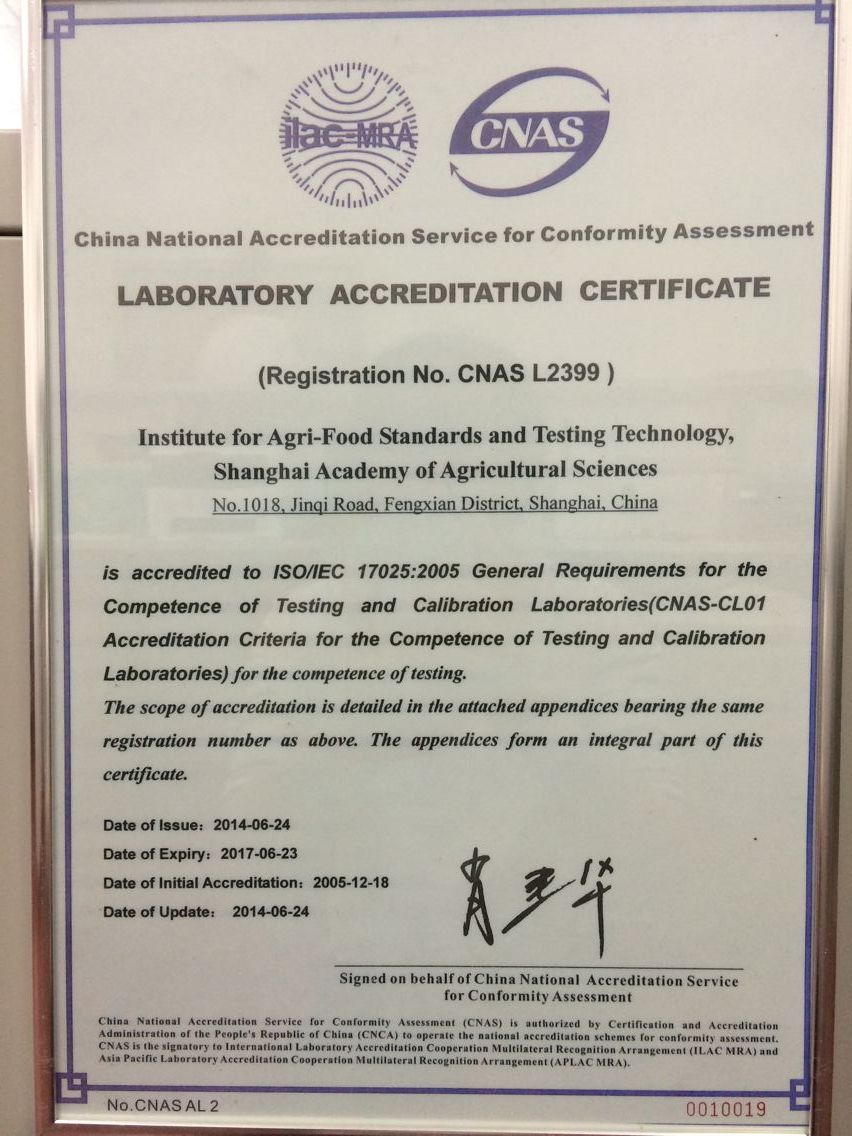 ilac-MRA
CNAS
China National Accreditation Service for Conformity Assessment
LABORATORY ACCREDITATION CERTIFICATE
(Registration No. CNAS L2399 )
Institute for Agri-Food Standards and Testing Technology,
Shanghai Academy of Agricultural Sciences
No.1018, Jinqi Road, Fengxian District, Shanghai, China
is accredited to ISO/IEC 17025:2005 General Requirements for the
Competence of Testing and Calibration Laboratories(CNAS-CL01
Accreditation Criteria for the Competence of Testing and Calibration
Laboratories) for the competence of testing.
The scope of accreditation is detailed in the attached appendices bearing the same
registration number as above. The appendices form an integral part of this
certificate.
Date of Issue: 2014-06-24
Date of Expiry: 2017-06-23
Date of Initial Accreditation: 2005-12-18
Date of Update: 2014-06-24
Signed on behalf of China National Accreditation Service
for Conformity Assessment
China National Accreditation Service for Conformity Assessment (CNAS) is authorized by Certification and Accreditation
Administration of the People's Republic of China (CNCA) to operate the national accreditation schemes for conformity assessment.
CNAS is the signatory to International Laboratory Accreditation Cooperation Multilateral Recognition Arrangement (ILAC MRA) and
Asia Pacific Laboratory Accreditation Cooperation Multilateral Recognition Arrangement (APLAC MRA).
No.CNAS AL 2
0010019